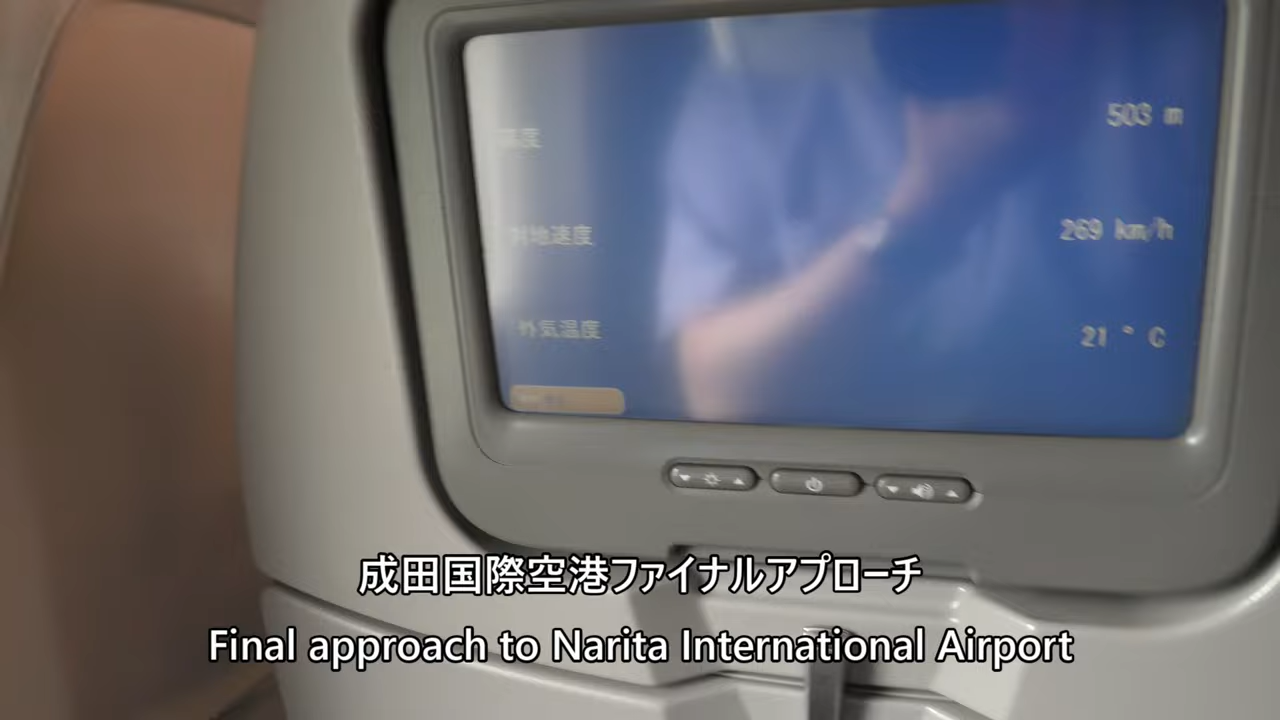 503 m
対地速度 269 km/h
外気温度 21 ° C
成田国際空港ファイナルアプローチ
Final approach to Narita International Airport